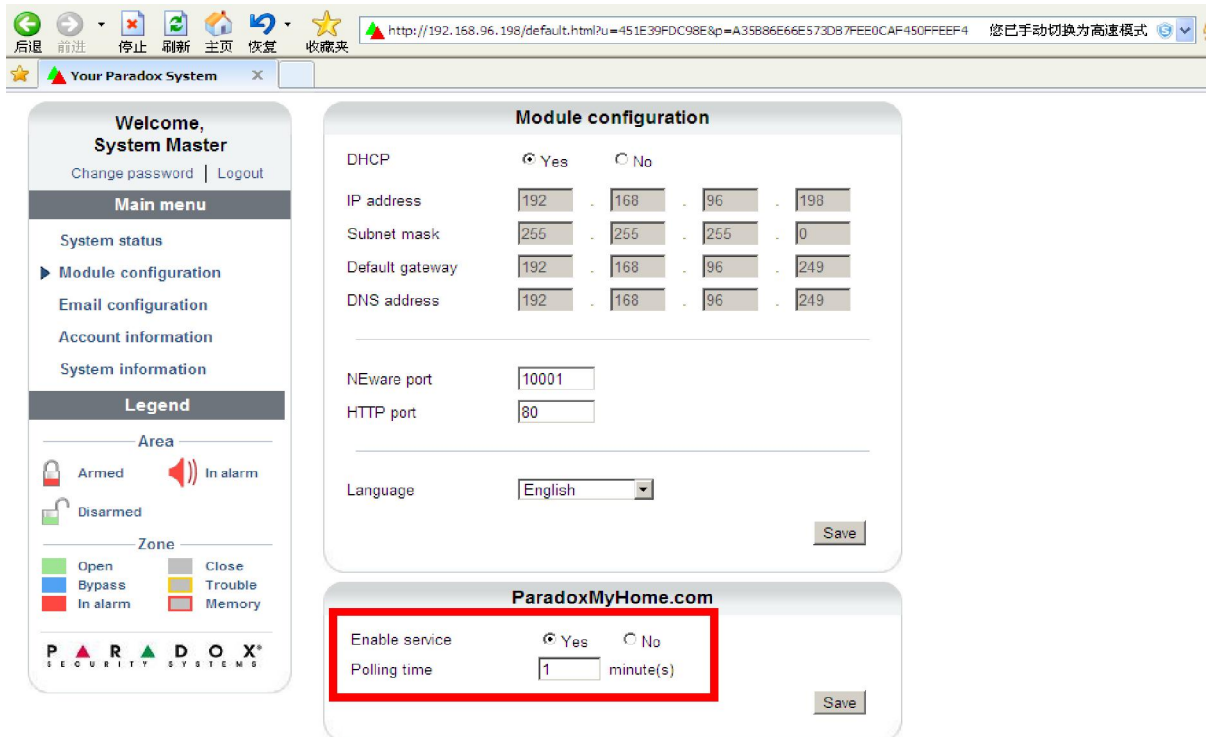 后退 前进 停止 刷新 主页 恢复 收藏夹
http://192.168.96.198/default.html?u=451E39FDC98E&p=A35B86E66E573DB7FEE0CAF450FFEEF4 您已手动切换为高速模式
Your Paradox System X
Welcome,
System Master
Change password | Logout
Main menu
System status
Module configuration
Email configuration
Account information
System information
Legend
Area
Armed In alarm
Disarmed
Zone
Open Close
Bypass Trouble
In alarm Memory
PARADOX
SECURITY SYSTEMS
Module configuration
DHCP Yes No
IP address 192 . 168 . 96 . 198
Subnet mask 255 . 255 . 255 . 0
Default gateway 192 . 168 . 96 . 249
DNS address 192 . 168 . 96 . 249
NEware port 10001
HTTP port 80
Language English
Save
ParadoxMyHome.com
Enable service Yes No
Polling time 1 minute(s)
Save